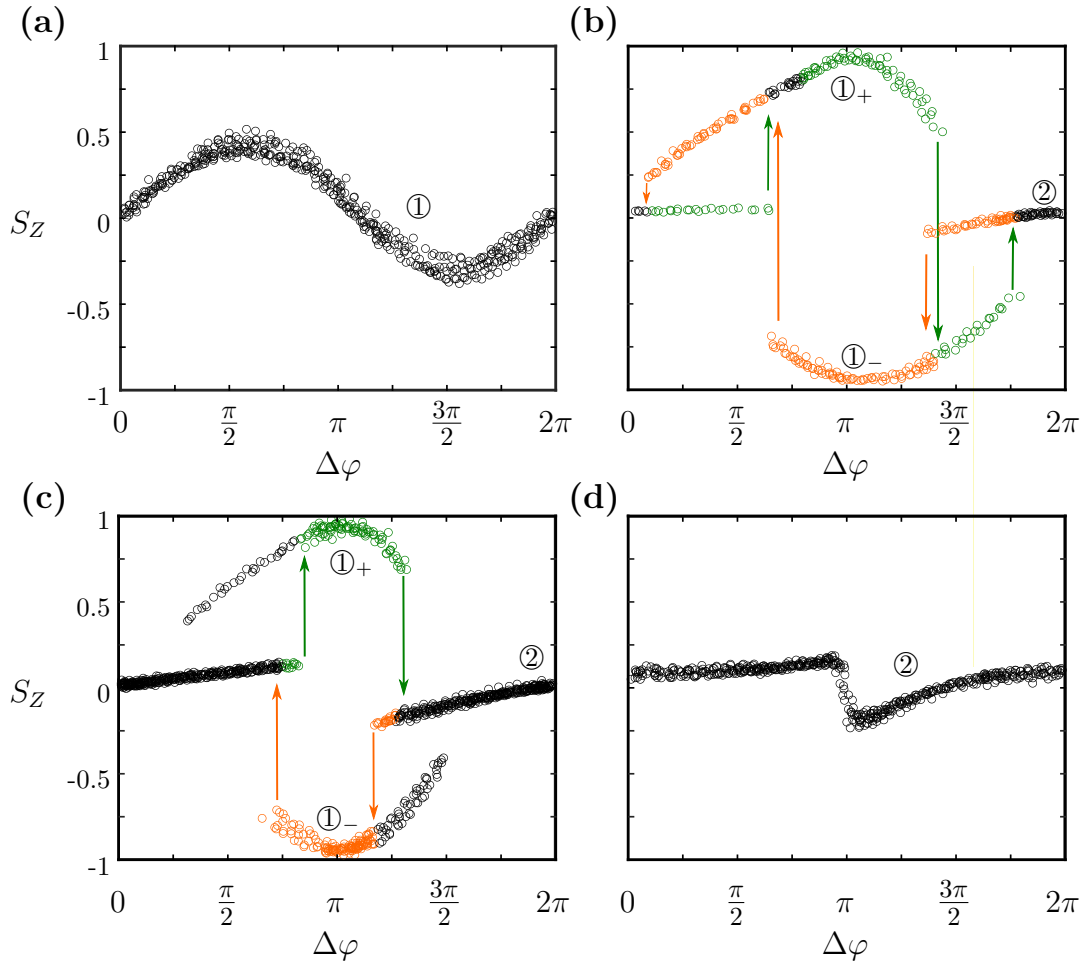 (a)
(b)
1
0.5
0
-0.5
-1
S_Z
①
①₊
①₋
②
0
π/2
π
3π/2
2π
Δφ
0
π/2
π
3π/2
2π
Δφ
(c)
(d)
1
0.5
0
-0.5
-1
S_Z
①₊
①₋
②
②
0
π/2
π
3π/2
2π
Δφ
0
π/2
π
3π/2
2π
Δφ